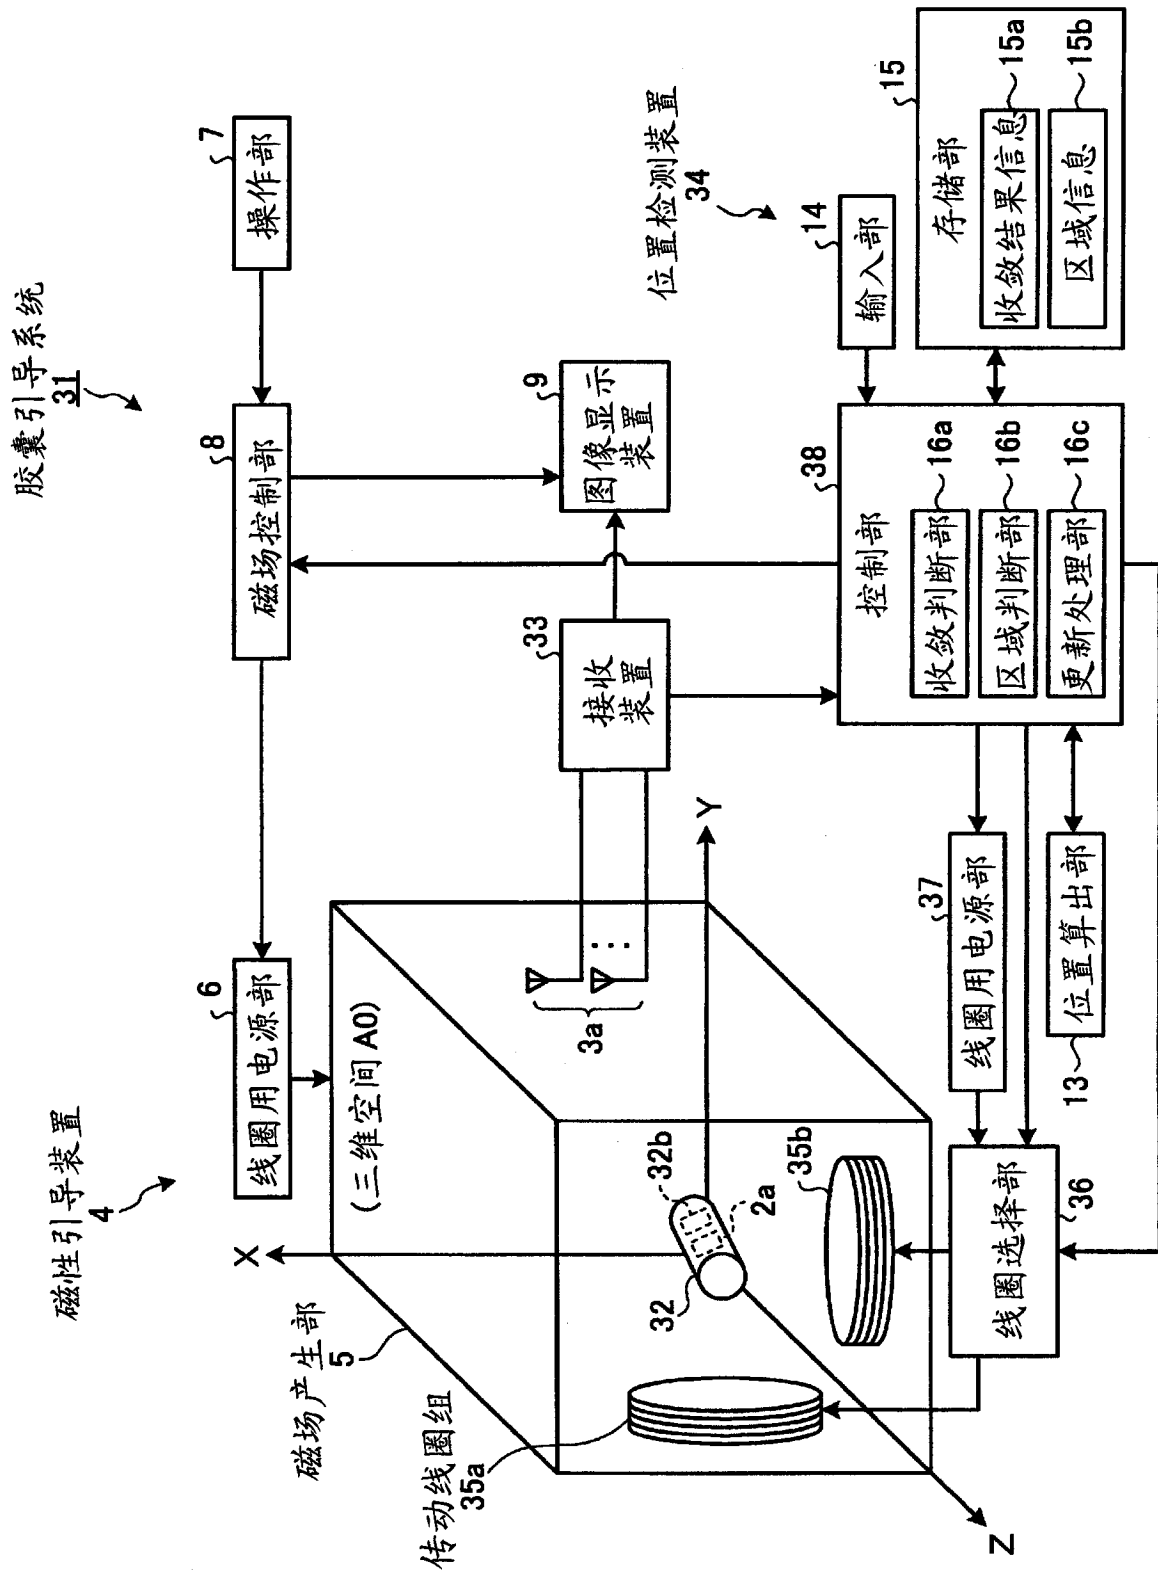 胶囊引导系统
31
磁性引导装置
4
线圈用电源部
6
磁场控制部
8
操作部
7
磁场产生部
5
(三维空间 A0)
X
Y
Z
传动线圈组
35a
35b
32
32b
2a
3a
接收
装置
33
图像显示
装置
9
位置检测装置
34
输入部
14
存储部
15
收敛结果信息
15a
区域信息
15b
控制部
38
收敛判断部
16a
区域判断部
16b
更新处理部
16c
线圈用电源部
37
位置算出部
13
线圈选择部
36